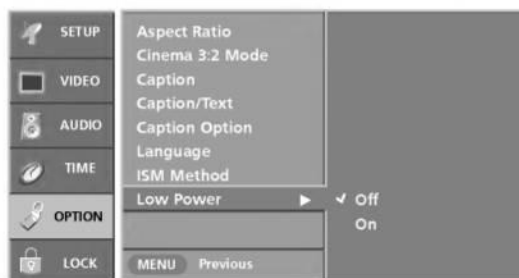 SETUP
VIDEO
AUDIO
TIME
OPTION
LOCK
Aspect Ratio
Cinema 3:2 Mode
Caption
Caption/Text
Caption Option
Language
ISM Method
Low Power
Off
On
MENU Previous